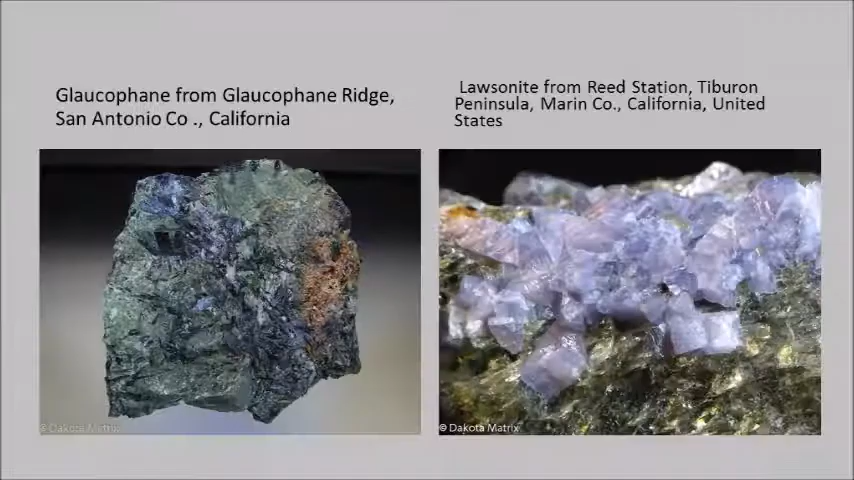 Glaucophane from Glaucophane Ridge,
San Antonio Co ., California
Lawsonite from Reed Station, Tiburon
Peninsula, Marin Co., California, United
States
© Dakota Matrix
© Dakota Matrix